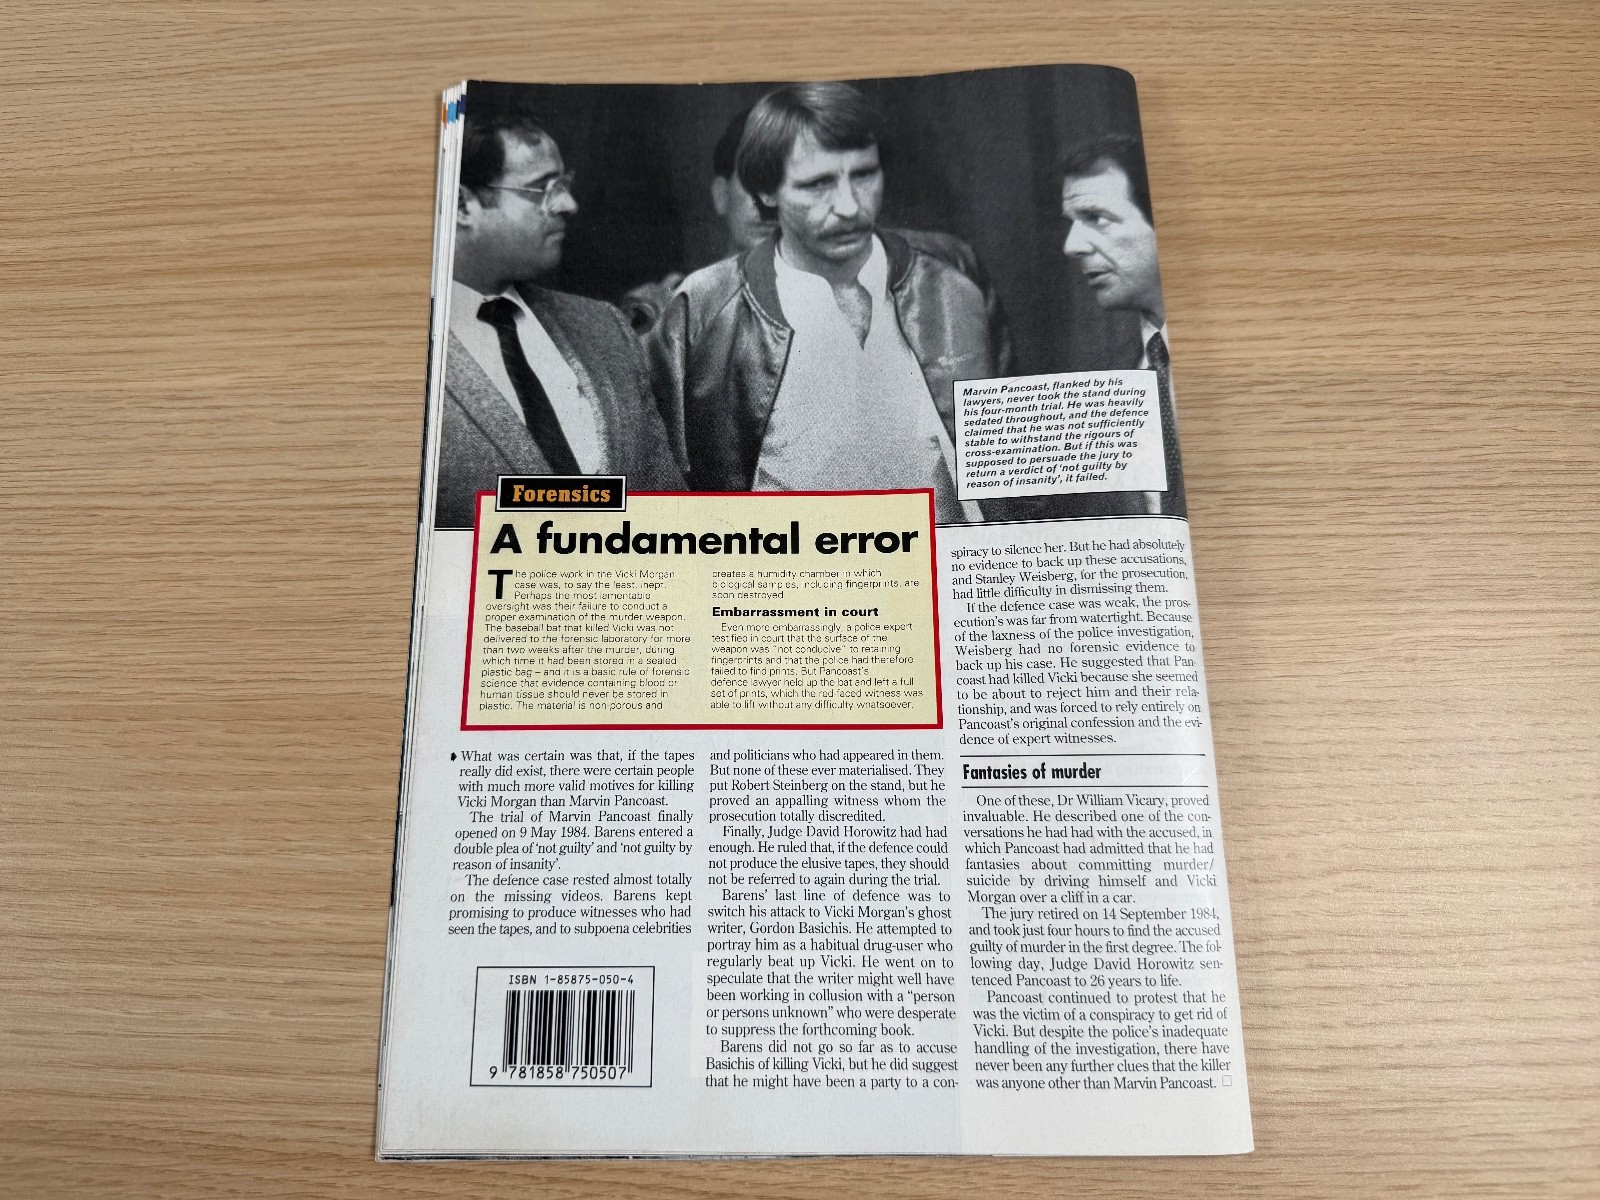 Marvin Pancoast, flanked by his
lawyers, never took the stand during
his four-month trial. He was heavily
sedated throughout, and the defence
claimed that he was not sufficiently
stable to withstand the rigours of
cross-examination. But if this was
supposed to persuade the jury to
return a verdict of 'not guilty by
reason of insanity', it failed.
Forensics
A fundamental error
The police work in the Vicki Morgan
case was, to say the least, inept.
Perhaps the most lamentable
oversight was their failure to conduct a
proper examination of the murder weapon.
The baseball bat that killed Vicki was not
delivered to the forensic laboratory for more
than two weeks after the murder, during
which time it had been stored in a sealed
plastic bag – and it is a basic rule of forensic
science that evidence containing blood or
human tissue should never be stored in
plastic. The material is non-porous and
creates a humidity chamber in which
biological samples, including fingerprints, are
soon destroyed
Embarrassment in court
Even more embarrassingly, a police expert
testified in court that the surface of the
weapon was "not conducive" to retaining
fingerprints and that the police had therefore
failed to find prints. But Pancoast's
defence lawyer held up the bat and left a full
set of prints, which the red-faced witness was
able to lift without any difficulty whatsoever.
What was certain was that, if the tapes
really did exist, there were certain people
with much more valid motives for killing
Vicki Morgan than Marvin Pancoast.
The trial of Marvin Pancoast finally
opened on 9 May 1984. Barens entered a
double plea of 'not guilty' and 'not guilty by
reason of insanity'.
The defence case rested almost totally
on the missing videos. Barens kept
promising to produce witnesses who had
seen the tapes, and to subpoena celebrities
and politicians who had appeared in them.
But none of these ever materialised. They
put Robert Steinberg on the stand, but he
proved an appalling witness whom the
prosecution totally discredited.
Finally, Judge David Horowitz had had
enough. He ruled that, if the defence could
not produce the elusive tapes, they should
not be referred to again during the trial.
Barens' last line of defence was to
switch his attack to Vicki Morgan's ghost
writer, Gordon Basichis. He attempted to
portray him as a habitual drug-user who
regularly beat up Vicki. He went on to
speculate that the writer might well have
been working in collusion with a "person
or persons unknown" who were desperate
to suppress the forthcoming book.
Barens did not go so far as to accuse
Basichis of killing Vicki, but he did suggest
that he might have been a party to a con-
spiracy to silence her. But he had absolutely
no evidence to back up these accusations,
and Stanley Weisberg, for the prosecution,
had little difficulty in dismissing them.
If the defence case was weak, the pros-
ecution's was far from watertight. Because
of the laxness of the police investigation,
Weisberg had no forensic evidence to
back up his case. He suggested that Pan-
coast had killed Vicki because she seemed
to be about to reject him and their rela-
tionship, and was forced to rely entirely on
Pancoast's original confession and the evi-
dence of expert witnesses.
Fantasies of murder
One of these, Dr William Vicary, proved
invaluable. He described one of the con-
versations he had had with the accused, in
which Pancoast had admitted that he had
fantasies about committing murder/
suicide by driving himself and Vicki
Morgan over a cliff in a car.
The jury retired on 14 September 1984,
and took just four hours to find the accused
guilty of murder in the first degree. The fol-
lowing day, Judge David Horowitz sen-
tenced Pancoast to 26 years to life.
Pancoast continued to protest that he
was the victim of a conspiracy to get rid of
Vicki. But despite the police's inadequate
handling of the investigation, there have
never been any further clues that the killer
was anyone other than Marvin Pancoast.
ISBN 1-85875-050-4
9 781858 750507